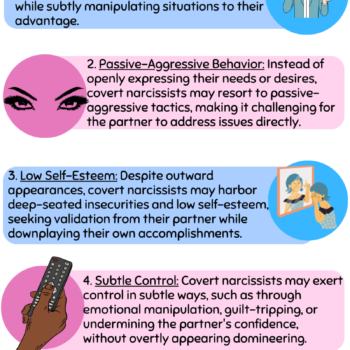 while subtly manipulating situations to their
advantage.
2. Passive-Aggressive Behavior: Instead of
openly expressing their needs or desires,
covert narcissists may resort to passive-
aggressive tactics, making it challenging for
the partner to address issues directly.
3. Low Self-Esteem: Despite outward
appearances, covert narcissists may harbor
deep-seated insecurities and low self-esteem,
seeking validation from their partner while
downplaying their own accomplishments.
4. Subtle Control: Covert narcissists may exert
control in subtle ways, such as through
emotional manipulation, guilt-tripping, or
undermining the partner's confidence,
without overtly appearing domineering.